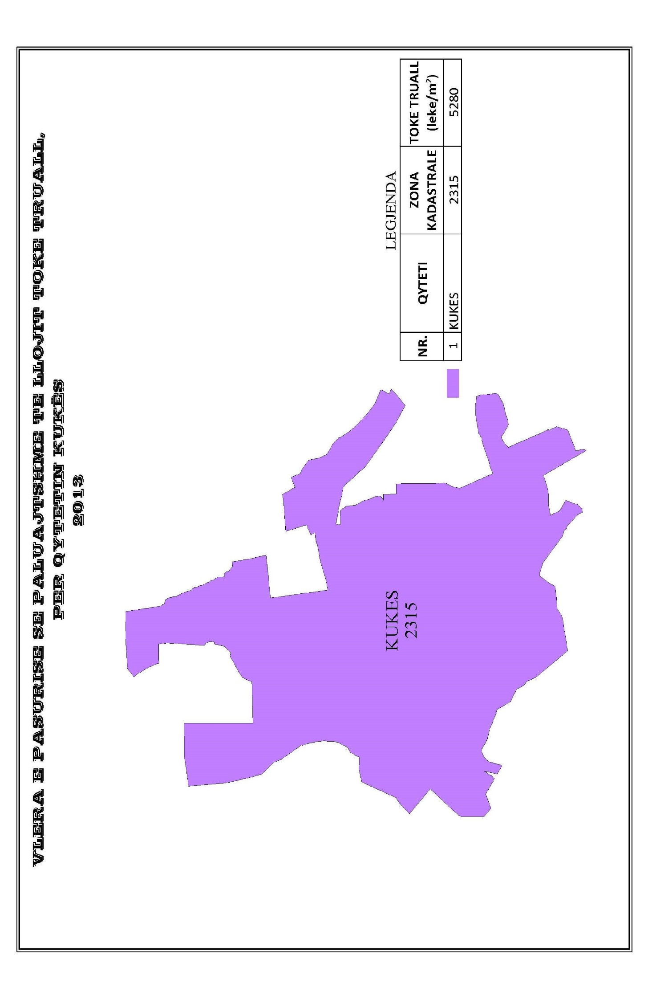 VLERA E PASURISE SE PALUAJTSHME TE LLOJIT TOKE TRUALL,
PER QYTETIN KUKËS
2013
KUKES
2315
LEGJENDA
NR. QYTETI ZONA KADASTRALE TOKE TRUALL (leke/m²)
1 KUKES 2315 5280